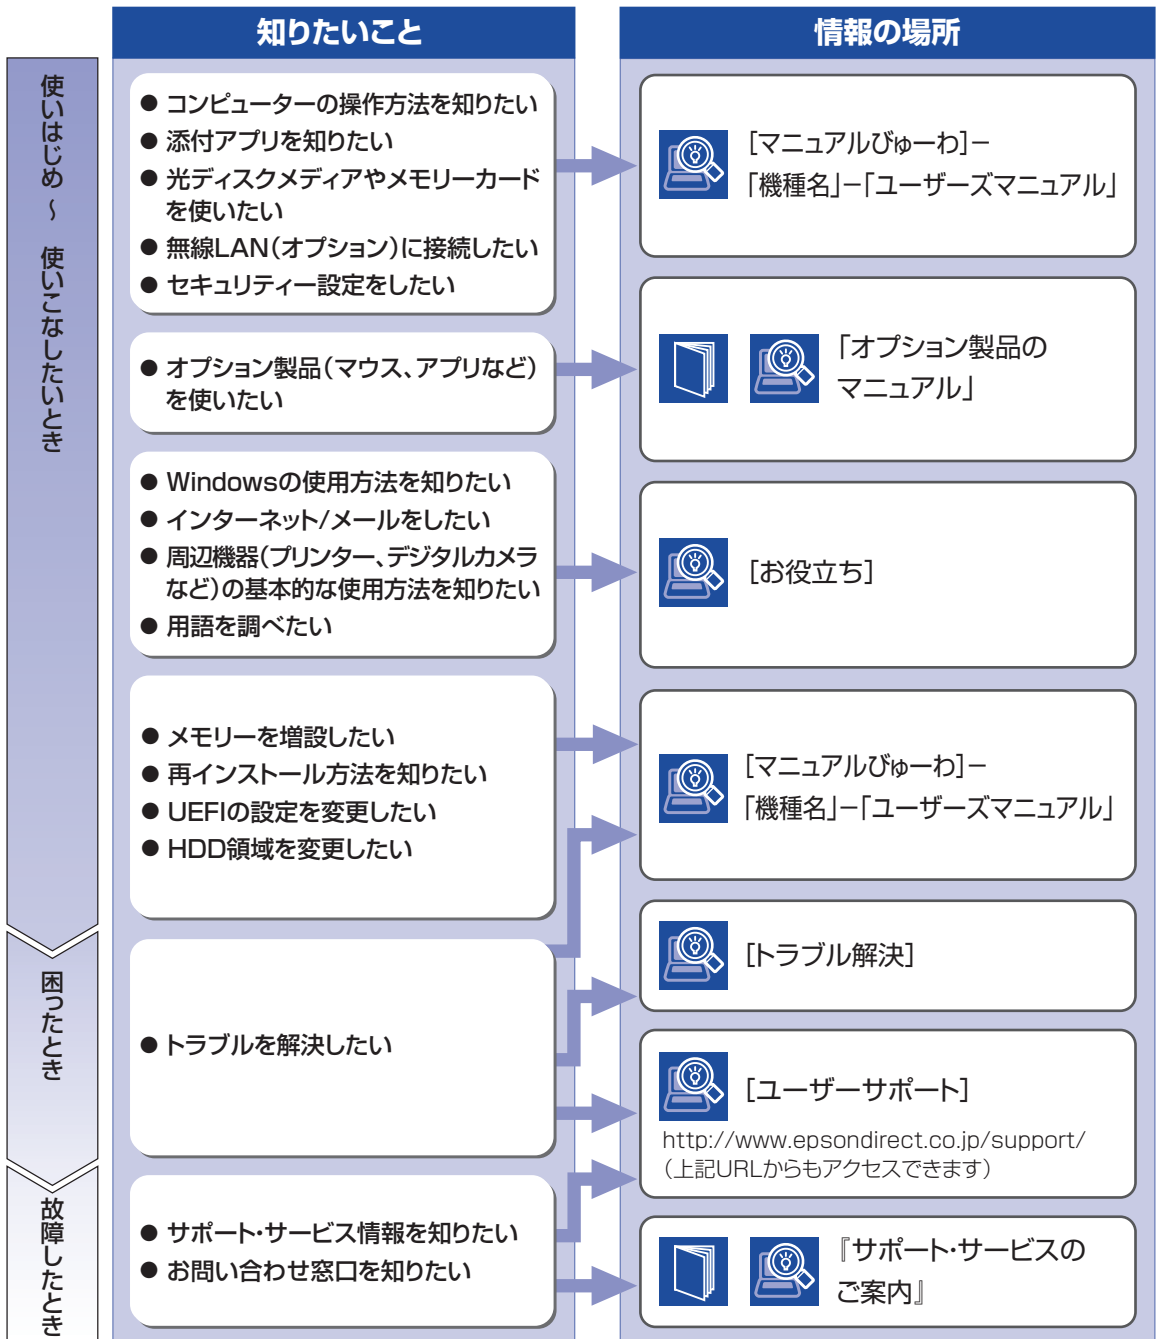 知りたいこと
情報の場所
使いはじめ ～ 使いこなしたいとき
● コンピューターの操作方法を知りたい
● 添付アプリを知りたい
● 光ディスクメディアやメモリーカード
を使いたい
● 無線LAN（オプション）に接続したい
● セキュリティー設定をしたい
［マニュアルびゅーわ］－
「機種名」－「ユーザーズマニュアル」
● オプション製品（マウス、アプリなど）
を使いたい
「オプション製品の
マニュアル」
● Windowsの使用方法を知りたい
● インターネット/メールをしたい
● 周辺機器（プリンター、デジタルカメラ
など）の基本的な使用方法を知りたい
● 用語を調べたい
［お役立ち］
● メモリーを増設したい
● 再インストール方法を知りたい
● UEFIの設定を変更したい
● HDD領域を変更したい
［マニュアルびゅーわ］－
「機種名」－「ユーザーズマニュアル」
困ったとき
● トラブルを解決したい
［トラブル解決］
［ユーザーサポート］
http://www.epsondirect.co.jp/support/
（上記URLからもアクセスできます）
故障したとき
● サポート・サービス情報を知りたい
● お問い合わせ窓口を知りたい
『サポート・サービスの
ご案内』